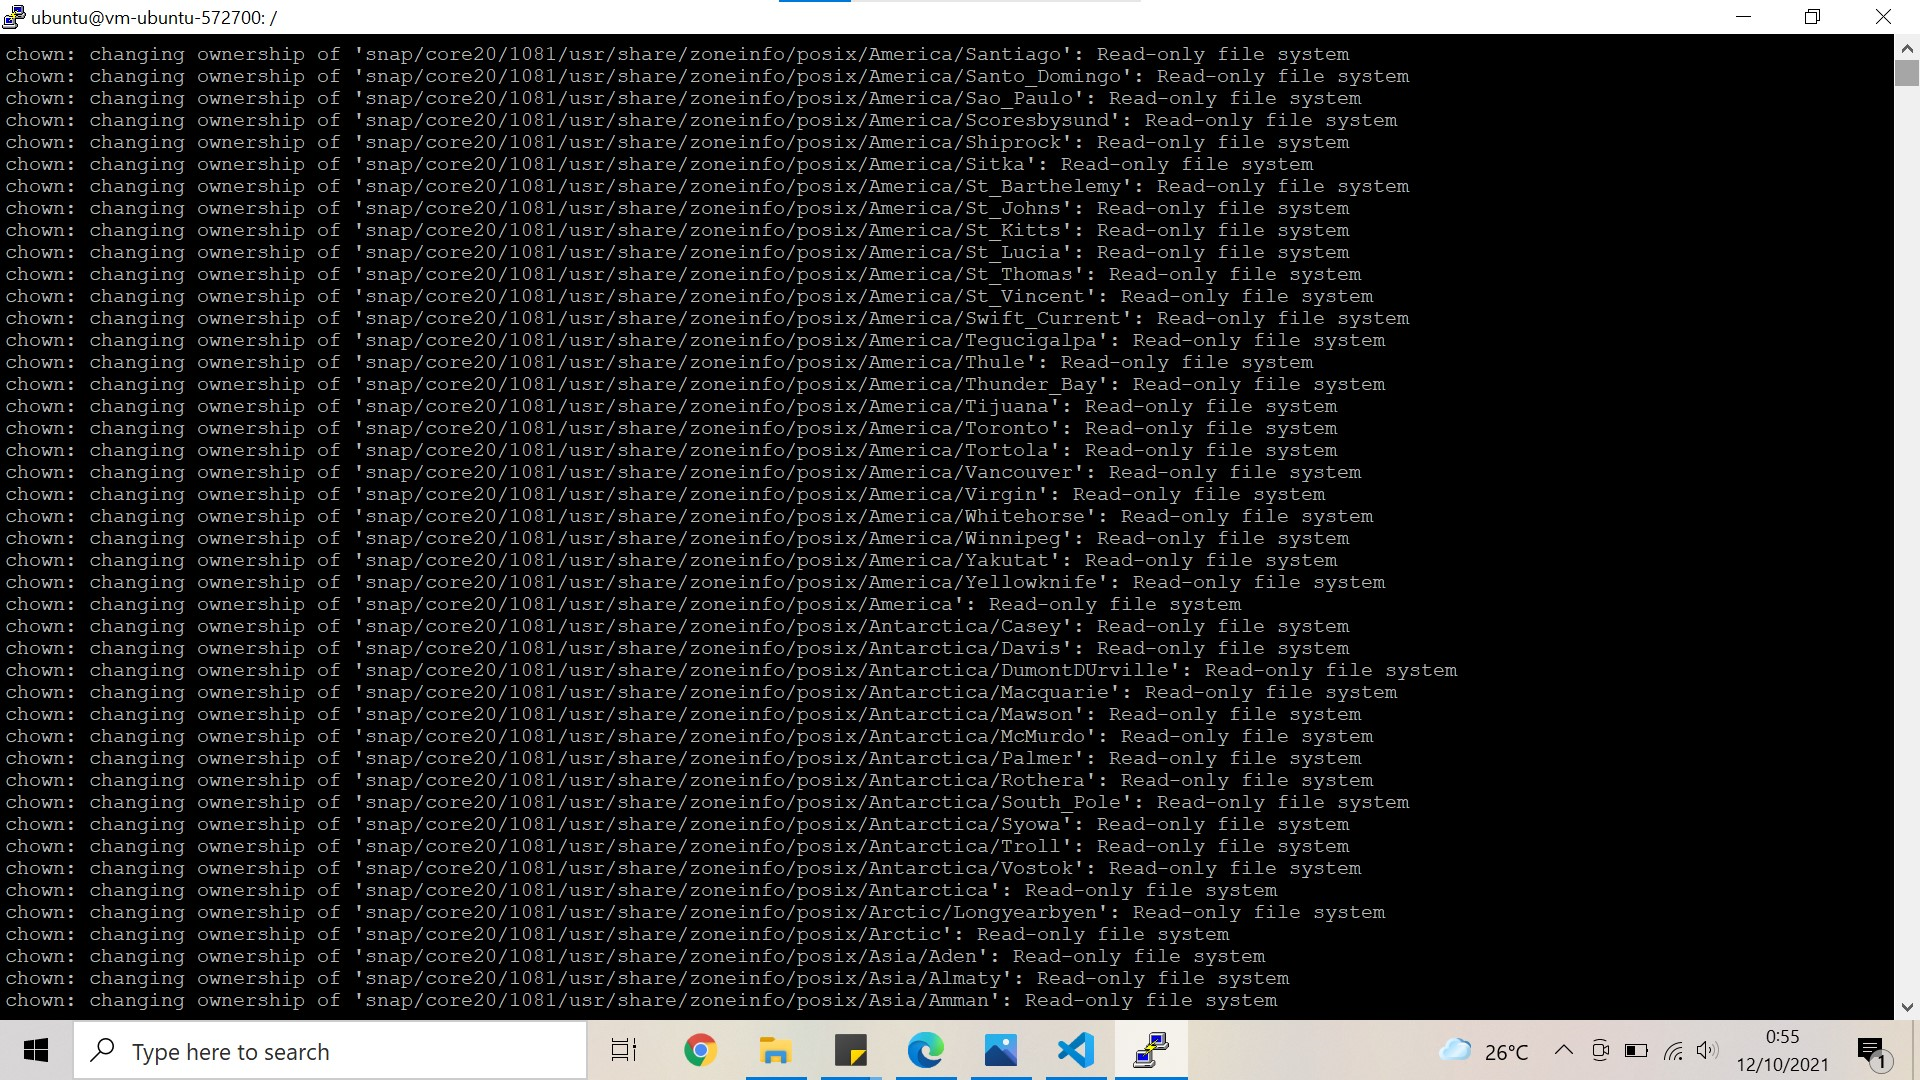 ubuntu@vm-ubuntu-572700: /
chown: changing ownership of 'snap/core20/1081/usr/share/zoneinfo/posix/America/Santiago': Read-only file system
chown: changing ownership of 'snap/core20/1081/usr/share/zoneinfo/posix/America/Santo_Domingo': Read-only file system
chown: changing ownership of 'snap/core20/1081/usr/share/zoneinfo/posix/America/Sao_Paulo': Read-only file system
chown: changing ownership of 'snap/core20/1081/usr/share/zoneinfo/posix/America/Scoresbysund': Read-only file system
chown: changing ownership of 'snap/core20/1081/usr/share/zoneinfo/posix/America/Shiprock': Read-only file system
chown: changing ownership of 'snap/core20/1081/usr/share/zoneinfo/posix/America/Sitka': Read-only file system
chown: changing ownership of 'snap/core20/1081/usr/share/zoneinfo/posix/America/St_Barthelemy': Read-only file system
chown: changing ownership of 'snap/core20/1081/usr/share/zoneinfo/posix/America/St_Johns': Read-only file system
chown: changing ownership of 'snap/core20/1081/usr/share/zoneinfo/posix/America/St_Kitts': Read-only file system
chown: changing ownership of 'snap/core20/1081/usr/share/zoneinfo/posix/America/St_Lucia': Read-only file system
chown: changing ownership of 'snap/core20/1081/usr/share/zoneinfo/posix/America/St_Thomas': Read-only file system
chown: changing ownership of 'snap/core20/1081/usr/share/zoneinfo/posix/America/St_Vincent': Read-only file system
chown: changing ownership of 'snap/core20/1081/usr/share/zoneinfo/posix/America/Swift_Current': Read-only file system
chown: changing ownership of 'snap/core20/1081/usr/share/zoneinfo/posix/America/Tegucigalpa': Read-only file system
chown: changing ownership of 'snap/core20/1081/usr/share/zoneinfo/posix/America/Thule': Read-only file system
chown: changing ownership of 'snap/core20/1081/usr/share/zoneinfo/posix/America/Thunder_Bay': Read-only file system
chown: changing ownership of 'snap/core20/1081/usr/share/zoneinfo/posix/America/Tijuana': Read-only file system
chown: changing ownership of 'snap/core20/1081/usr/share/zoneinfo/posix/America/Toronto': Read-only file system
chown: changing ownership of 'snap/core20/1081/usr/share/zoneinfo/posix/America/Tortola': Read-only file system
chown: changing ownership of 'snap/core20/1081/usr/share/zoneinfo/posix/America/Vancouver': Read-only file system
chown: changing ownership of 'snap/core20/1081/usr/share/zoneinfo/posix/America/Virgin': Read-only file system
chown: changing ownership of 'snap/core20/1081/usr/share/zoneinfo/posix/America/Whitehorse': Read-only file system
chown: changing ownership of 'snap/core20/1081/usr/share/zoneinfo/posix/America/Winnipeg': Read-only file system
chown: changing ownership of 'snap/core20/1081/usr/share/zoneinfo/posix/America/Yakutat': Read-only file system
chown: changing ownership of 'snap/core20/1081/usr/share/zoneinfo/posix/America/Yellowknife': Read-only file system
chown: changing ownership of 'snap/core20/1081/usr/share/zoneinfo/posix/America': Read-only file system
chown: changing ownership of 'snap/core20/1081/usr/share/zoneinfo/posix/Antarctica/Casey': Read-only file system
chown: changing ownership of 'snap/core20/1081/usr/share/zoneinfo/posix/Antarctica/Davis': Read-only file system
chown: changing ownership of 'snap/core20/1081/usr/share/zoneinfo/posix/Antarctica/DumontDUrville': Read-only file system
chown: changing ownership of 'snap/core20/1081/usr/share/zoneinfo/posix/Antarctica/Macquarie': Read-only file system
chown: changing ownership of 'snap/core20/1081/usr/share/zoneinfo/posix/Antarctica/Mawson': Read-only file system
chown: changing ownership of 'snap/core20/1081/usr/share/zoneinfo/posix/Antarctica/McMurdo': Read-only file system
chown: changing ownership of 'snap/core20/1081/usr/share/zoneinfo/posix/Antarctica/Palmer': Read-only file system
chown: changing ownership of 'snap/core20/1081/usr/share/zoneinfo/posix/Antarctica/Rothera': Read-only file system
chown: changing ownership of 'snap/core20/1081/usr/share/zoneinfo/posix/Antarctica/South_Pole': Read-only file system
chown: changing ownership of 'snap/core20/1081/usr/share/zoneinfo/posix/Antarctica/Syowa': Read-only file system
chown: changing ownership of 'snap/core20/1081/usr/share/zoneinfo/posix/Antarctica/Troll': Read-only file system
chown: changing ownership of 'snap/core20/1081/usr/share/zoneinfo/posix/Antarctica/Vostok': Read-only file system
chown: changing ownership of 'snap/core20/1081/usr/share/zoneinfo/posix/Antarctica': Read-only file system
chown: changing ownership of 'snap/core20/1081/usr/share/zoneinfo/posix/Arctic/Longyearbyen': Read-only file system
chown: changing ownership of 'snap/core20/1081/usr/share/zoneinfo/posix/Arctic': Read-only file system
chown: changing ownership of 'snap/core20/1081/usr/share/zoneinfo/posix/Asia/Aden': Read-only file system
chown: changing ownership of 'snap/core20/1081/usr/share/zoneinfo/posix/Asia/Almaty': Read-only file system
chown: changing ownership of 'snap/core20/1081/usr/share/zoneinfo/posix/Asia/Amman': Read-only file system
Type here to search
26°C
0:55
12/10/2021
1